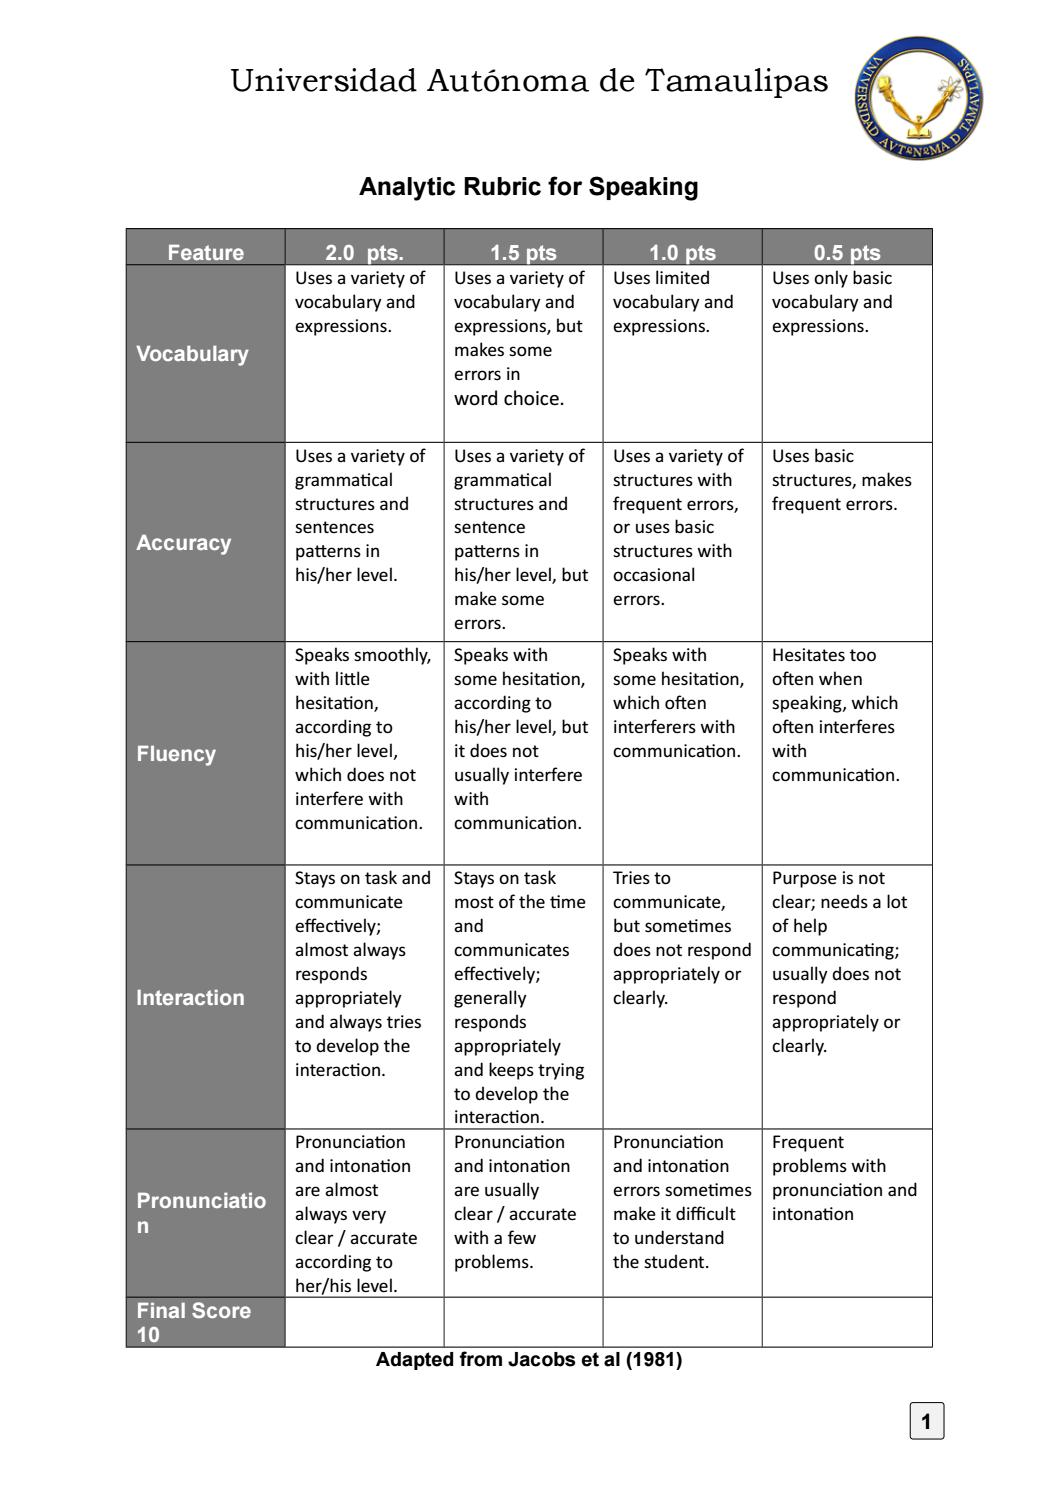 Universidad Autónoma de Tamaulipas
UNIVERSIDAD AVTONOMA D TAMAVLIPAS
Analytic Rubric for Speaking
Feature
2.0 pts.
1.5 pts
1.0 pts
0.5 pts
Vocabulary
Uses a variety of
vocabulary and
expressions.
Uses a variety of
vocabulary and
expressions, but
makes some
errors in
word choice.
Uses limited
vocabulary and
expressions.
Uses only basic
vocabulary and
expressions.
Accuracy
Uses a variety of
grammatical
structures and
sentences
patterns in
his/her level.
Uses a variety of
grammatical
structures and
sentence
patterns in
his/her level, but
make some
errors.
Uses a variety of
structures with
frequent errors,
or uses basic
structures with
occasional
errors.
Uses basic
structures, makes
frequent errors.
Fluency
Speaks smoothly,
with little
hesitation,
according to
his/her level,
which does not
interfere with
communication.
Speaks with
some hesitation,
according to
his/her level, but
it does not
usually interfere
with
communication.
Speaks with
some hesitation,
which often
interferers with
communication.
Hesitates too
often when
speaking, which
often interferes
with
communication.
Interaction
Stays on task and
communicate
effectively;
almost always
responds
appropriately
and always tries
to develop the
interaction.
Stays on task
most of the time
and
communicates
effectively;
generally
responds
appropriately
and keeps trying
to develop the
interaction.
Tries to
communicate,
but sometimes
does not respond
appropriately or
clearly.
Purpose is not
clear; needs a lot
of help
communicating;
usually does not
respond
appropriately or
clearly.
Pronunciatio
n
Pronunciation
and intonation
are almost
always very
clear / accurate
according to
her/his level.
Pronunciation
and intonation
are usually
clear / accurate
with a few
problems.
Pronunciation
and intonation
errors sometimes
make it difficult
to understand
the student.
Frequent
problems with
pronunciation and
intonation
Final Score
10
Adapted from Jacobs et al (1981)
1